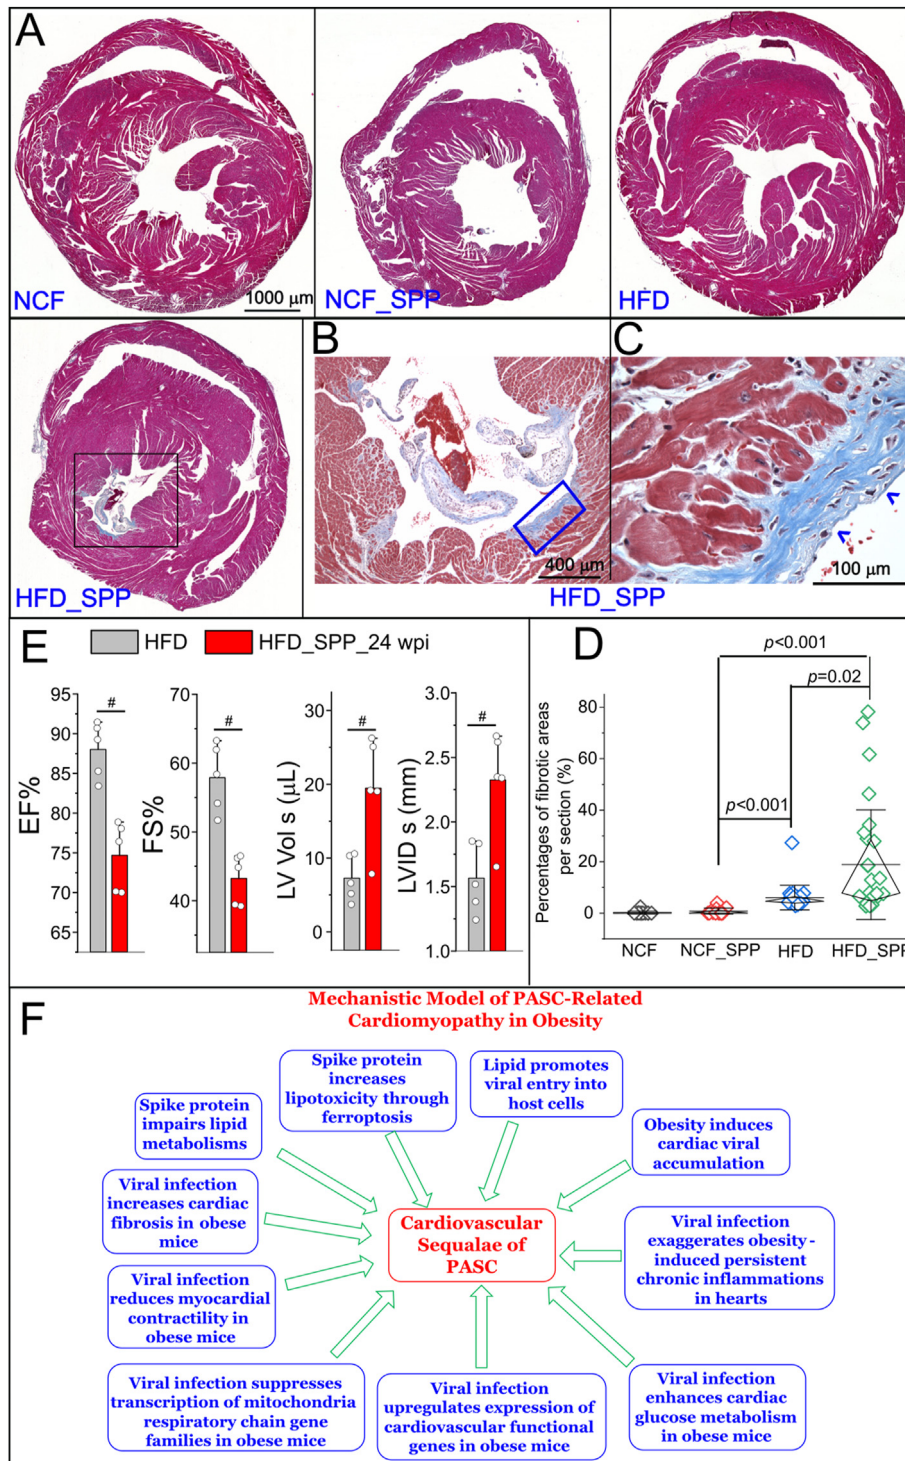 A
NCF
1000 μm
NCF_SPP
HFD
HFD_SPP
B
400 μm
C
100 μm
HFD_SPP
E
HFD
HFD_SPP_24 wpi
#
EF%
95
90
85
80
75
70
65
#
FS%
70
60
50
40
#
LV Vol s (μL)
30
20
10
0
#
LVID s (mm)
3.0
2.5
2.0
1.5
1.0
D
p<0.001
p=0.02
p<0.001
Percentages of fibrotic areas
per section (%)
80
60
40
20
0
NCF
NCF_SPP
HFD
HFD_SPP
F
Mechanistic Model of PASC-Related
Cardiomyopathy in Obesity
Spike protein
increases
lipotoxicity through
ferroptosis
Lipid promotes
viral entry into
host cells
Spike protein
impairs lipid
metabolisms
Obesity induces
cardiac viral
accumulation
Viral infection
increases cardiac
fibrosis in obese
mice
Cardiovascular
Sequalae of
PASC
Viral infection
exaggerates obesity-
induced persistent
chronic inflammations
in hearts
Viral infection
reduces myocardial
contractility in
obese mice
Viral infection suppresses
transcription of mitochondria
respiratory chain gene
families in obese mice
Viral infection
upregulates expression of
cardiovascular functional
genes in obese mice
Viral infection
enhances cardiac
glucose metabolism
in obese mice